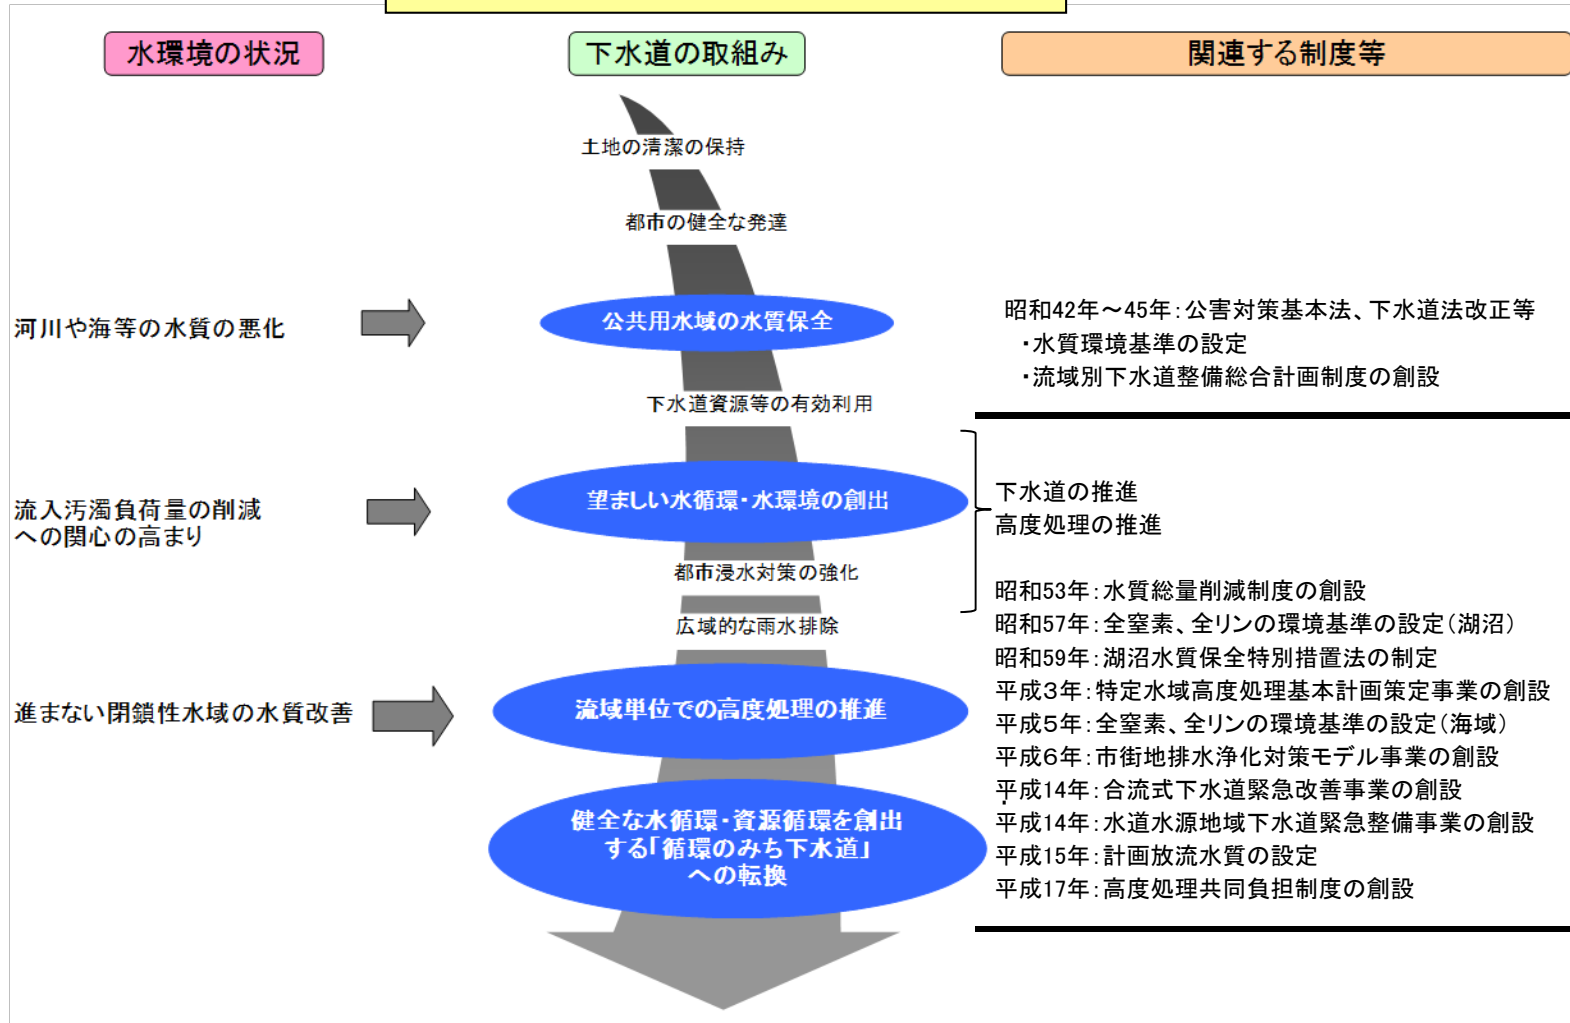 水環境の状況
下水道の取組み
関連する制度等
土地の清潔の保持
都市の健全な発達
河川や海等の水質の悪化
公共用水域の水質保全
昭和42年～45年：公害対策基本法、下水道法改正等
・水質環境基準の設定
・流域別下水道整備総合計画制度の創設
下水道資源等の有効利用
流入汚濁負荷量の削減
への関心の高まり
望ましい水循環・水環境の創出
下水道の推進
高度処理の推進
都市浸水対策の強化
広域的な雨水排除
進まない閉鎖性水域の水質改善
流域単位での高度処理の推進
健全な水循環・資源循環を創出
する「循環のみち下水道」
への転換
昭和53年：水質総量削減制度の創設
昭和57年：全窒素、全リンの環境基準の設定（湖沼）
昭和59年：湖沼水質保全特別措置法の制定
平成３年：特定水域高度処理基本計画策定事業の創設
平成５年：全窒素、全リンの環境基準の設定（海域）
平成６年：市街地排水浄化対策モデル事業の創設
平成14年：合流式下水道緊急改善事業の創設
平成14年：水道水源地域下水道緊急整備事業の創設
平成15年：計画放流水質の設定
平成17年：高度処理共同負担制度の創設